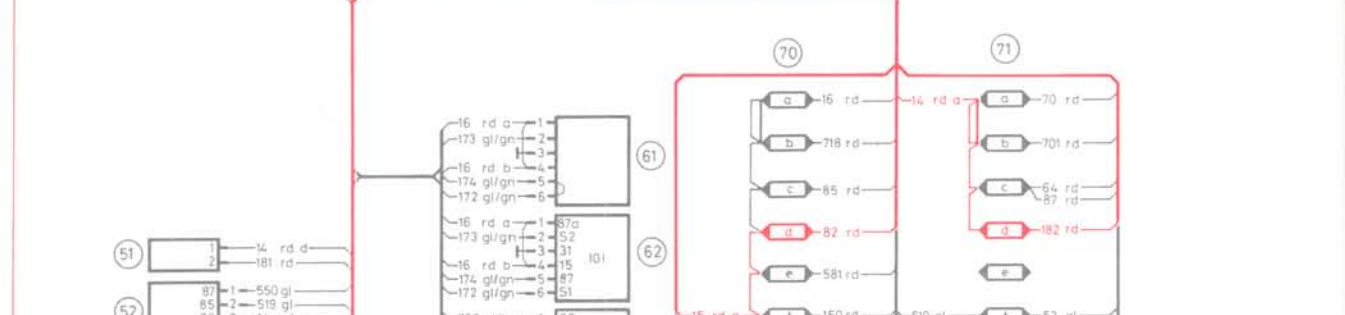 70
71
a 16 rd 14 rd a a 70 rd
16 rd a 1
173 gl/gn 2
3
b 718 rd b 701 rd
61
16 rd b 4
174 gl/gn 5
172 gl/gn 6
c 85 rd c 64 rd
87 rd
16 rd a 1 87a
173 gl/gn 2 S2
3 31
16 rd b 4 15
174 gl/gn 5 87
172 gl/gn 6 S1
101
62
d 82 rd d 182 rd
51
1 14 rd d
2 181 rd
e 581 rd e
52
87 1 550 gl
85 2 519 gl